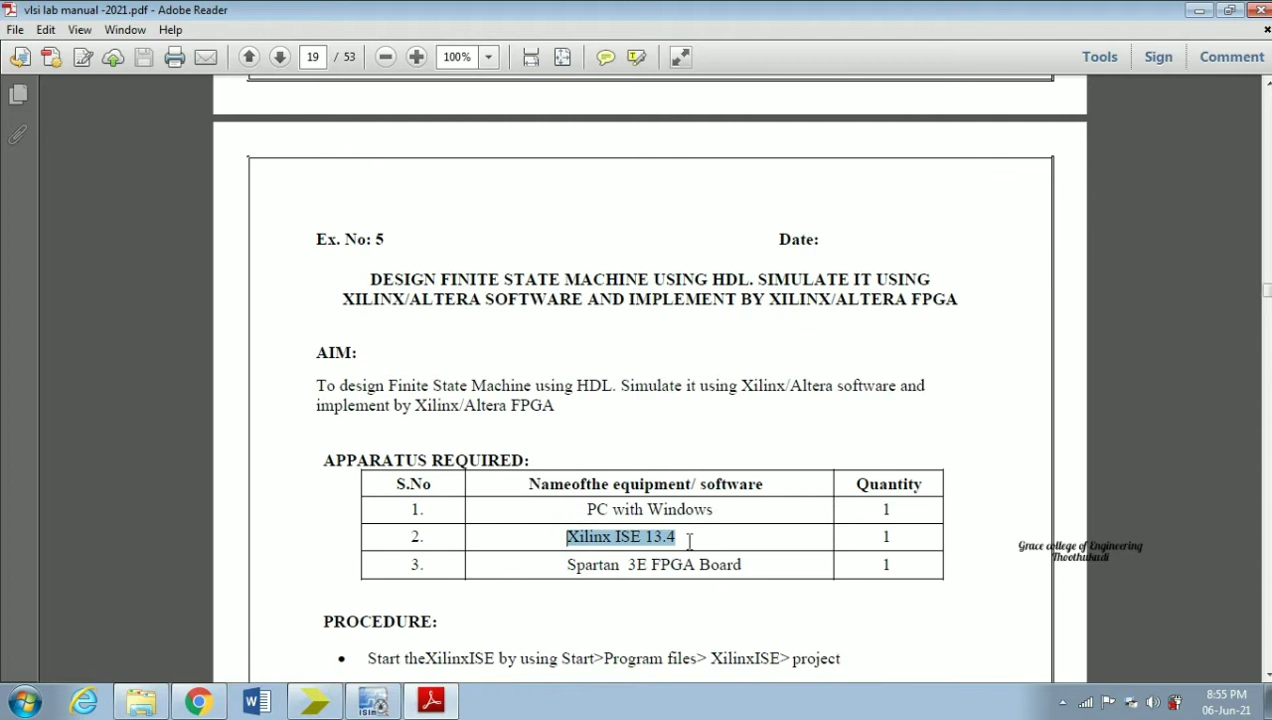 vlsi lab manual -2021.pdf - Adobe Reader
File Edit View Window Help
19 / 53 100% Tools Sign Comment
Ex. No: 5 Date:
DESIGN FINITE STATE MACHINE USING HDL. SIMULATE IT USING
XILINX/ALTERA SOFTWARE AND IMPLEMENT BY XILINX/ALTERA FPGA
AIM:
To design Finite State Machine using HDL. Simulate it using Xilinx/Altera software and
implement by Xilinx/Altera FPGA
APPARATUS REQUIRED:
S.No Nameofthe equipment/ software Quantity
1. PC with Windows 1
2. Xilinx ISE 13.4 1
3. Spartan 3E FPGA Board 1
Grace college of Engineering
Thoothukudi
PROCEDURE:
• Start theXilinxISE by using Start>Program files> XilinxISE> project
ISim
8:55 PM
06-Jun-21